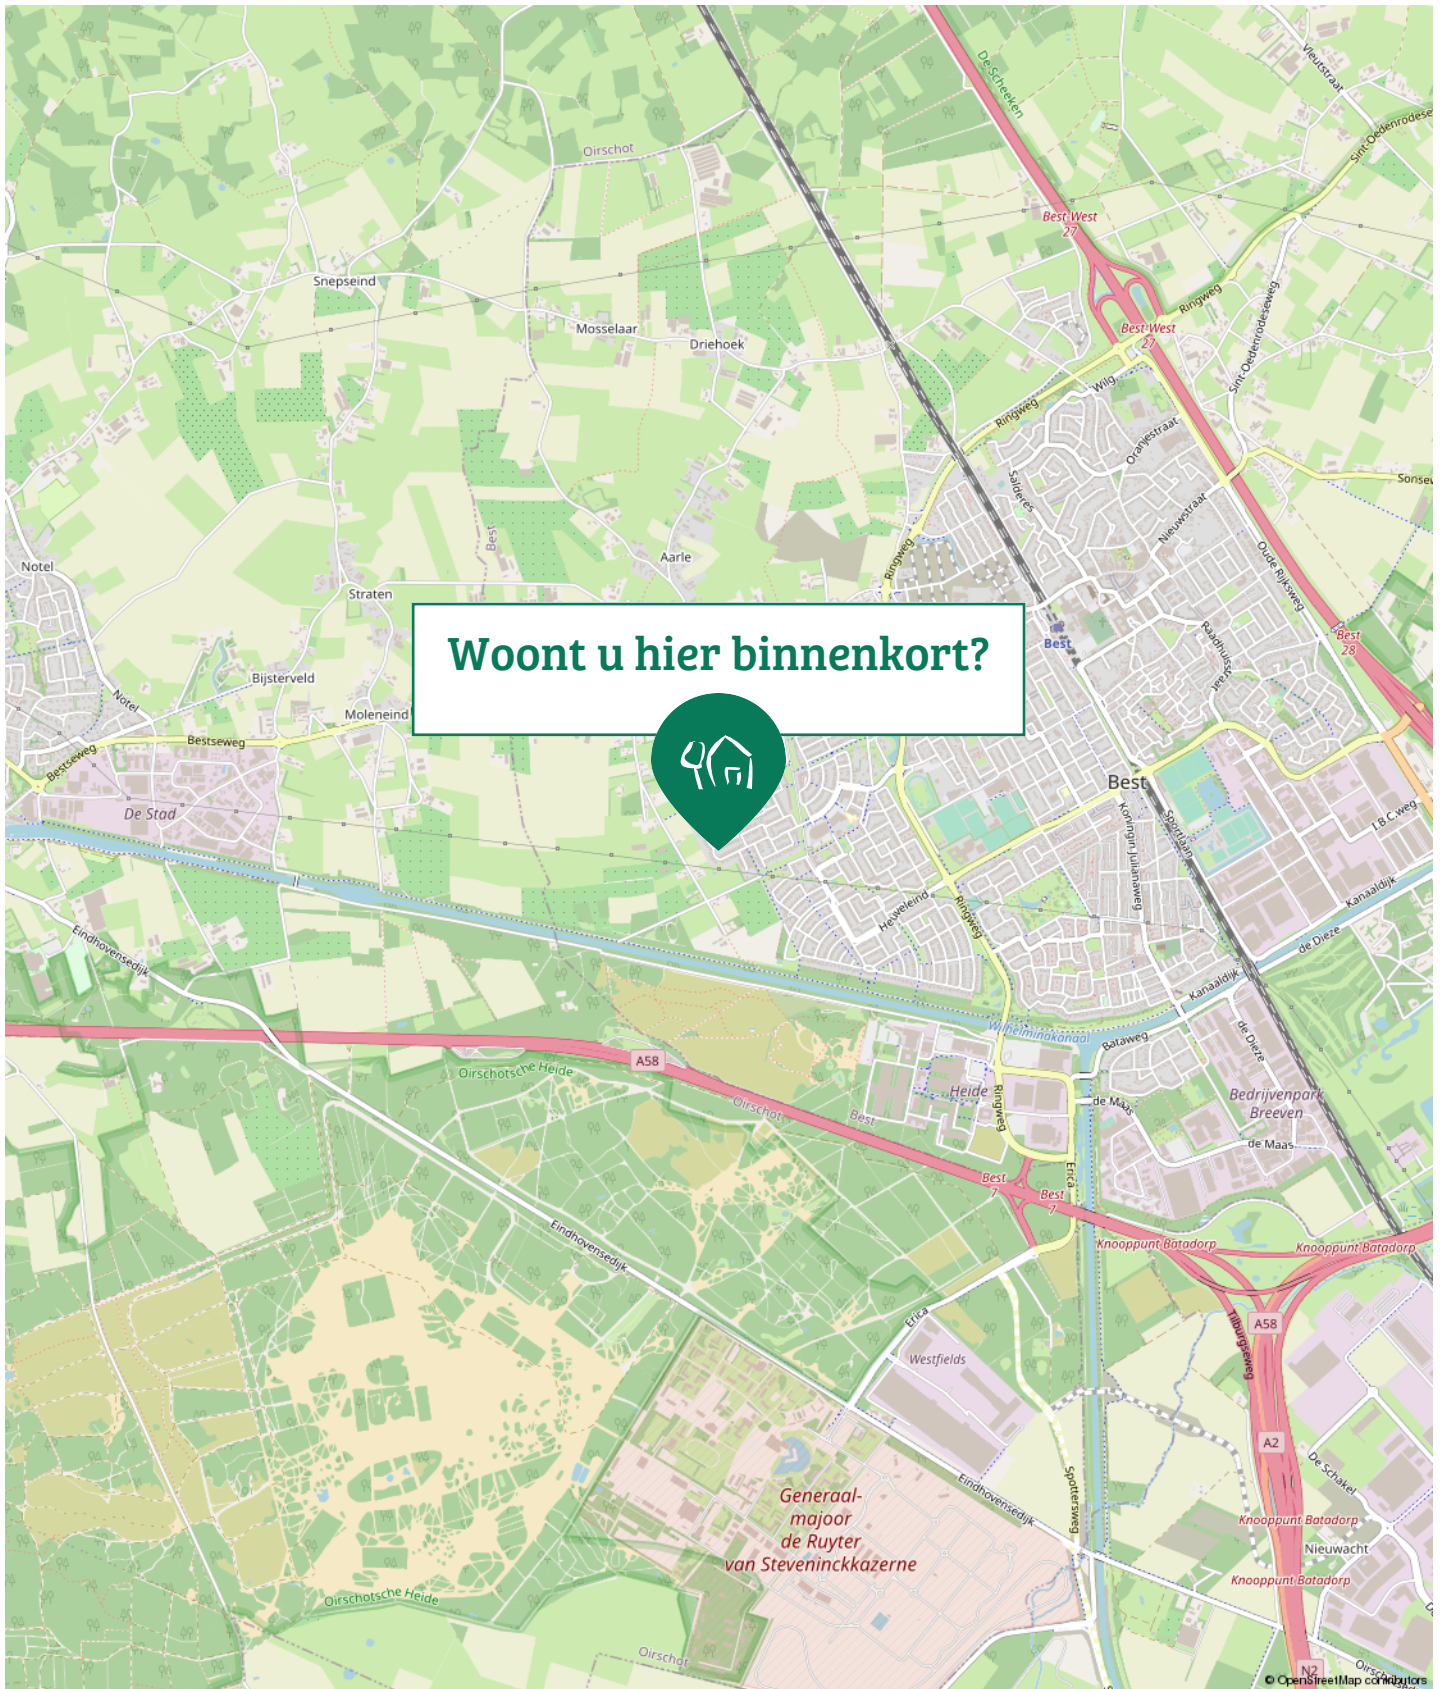 De Scheeken
Vleutstraat
Sint-Oedenrodese
Oirschot
Best-West
27
Snepseind
Ringweg
Mosselaar
Best-West
27
Driehoek
Sint-Oedenrodeseweg
Wilg
Ringweg
Oranjestraat
Salderes
Sonsew
Nieuwstraat
Best
Ringweg
Aarle
Notel
Oude Rijksweg
Straten
Best
28
Best
Raadhuisstraat
Woont u hier binnenkort?
Bijsterveld
Notel
Moleneind
Bestseweg
Bestseweg
Best
De Stad
Koningin Julianaweg
Sportlaan
I.B.C.weg
Heuveleind
Kanaaldijk
Ringweg
Eindhovensedijk
de Dieze
Kanaaldijk
Wilhelminakanaal
Bataweg
de Dieze
A58
Oirschotsche Heide
Heide
Ringweg
Bedrijvenpark
Breeven
Oirschot
Best
de Maas
de Maas
Erica
Best
7
Best
7
Eindhovensedijk
Knooppunt Batadorp
Knooppunt Batadorp
Erica
A58
Tilburgseweg
Westfields
A2
De Schakel
Eindhovensedijk
Spottersweg
Generaal-
majoor
de Ruyter
van Steveninckkazerne
Knooppunt Batadorp
Nieuwacht
Knooppunt Batadorp
Oirschotsche Heide
Oirschot
N2
© OpenStreetMap contributors